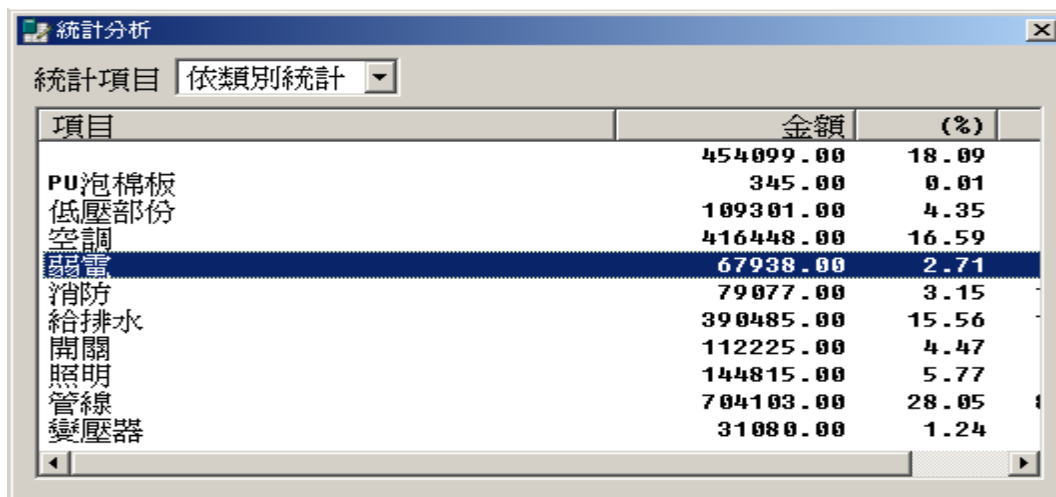 統計分析
統計項目 依類別統計
項目 金額 (%)
454099.00 18.09
PU泡棉板 345.00 0.01
低壓部份 109301.00 4.35
空調 416448.00 16.59
弱電 67938.00 2.71
消防 79077.00 3.15
給排水 390485.00 15.56
開關 112225.00 4.47
照明 144815.00 5.77
管線 704103.00 28.05
變壓器 31080.00 1.24